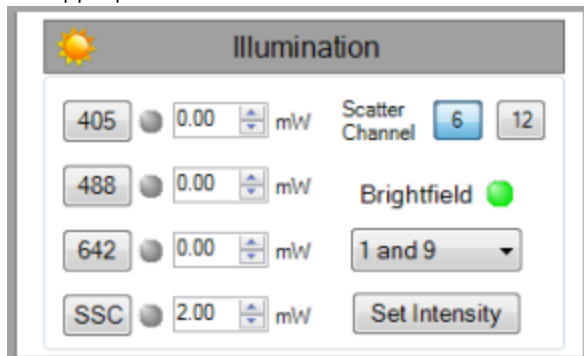 Illumination
405 0.00 mW Scatter Channel 6 12
488 0.00 mW Brightfield
642 0.00 mW 1 and 9
SSC 2.00 mW Set Intensity